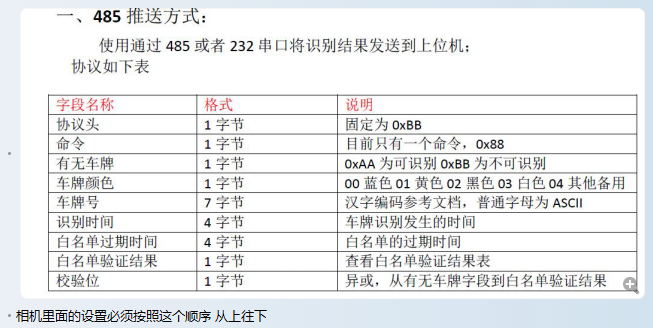 一、485 推送方式：
使用通过 485 或者 232 串口将识别结果发送到上位机；
协议如下表
字段名称 格式 说明
协议头 1 字节 固定为 0xBB
命令 1 字节 目前只有一个命令，0x88
有无车牌 1 字节 0xAA 为可识别 0xBB 为不可识别
车牌颜色 1 字节 00 蓝色 01 黄色 02 黑色 03 白色 04 其他备用
车牌号 7 字节 汉字编码参考文档，普通字母为 ASCII
识别时间 4 字节 车牌识别发生的时间
白名单过期时间 4 字节 白名单的过期时间
白名单验证结果 1 字节 查看白名单验证结果表
校验位 1 字节 异或，从有无车牌字段到白名单验证结果
相机里面的设置必须按照这个顺序 从上往下